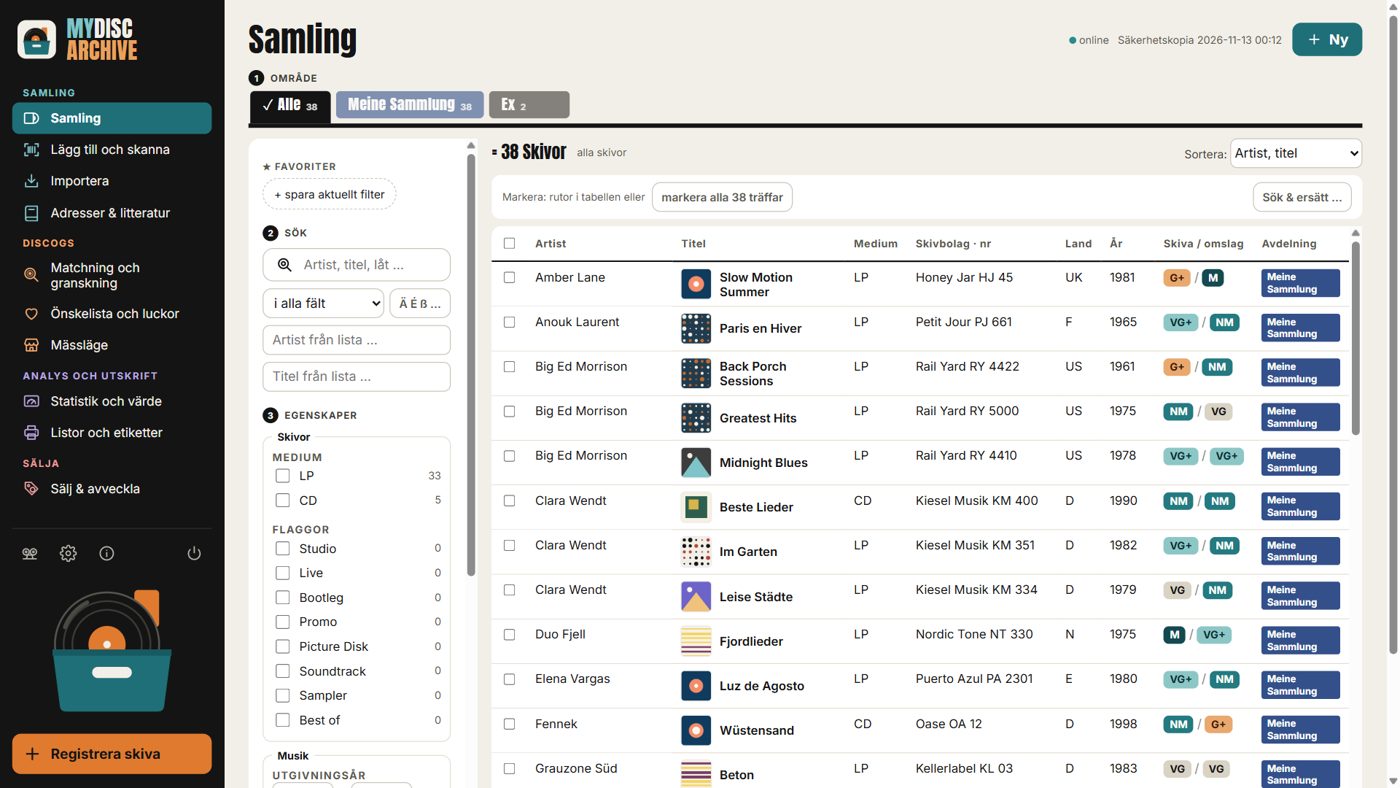 MYDISC
ARCHIVE
SAMLING
Samling
Lägg till och skanna
Importera
Adresser & litteratur
DISCOGS
Matchning och
granskning
Önskelista och luckor
Mässläge
ANALYS OCH UTSKRIFT
Statistik och värde
Listor och etiketter
SÄLJA
Sälj & avveckla
+ Registrera skiva
Samling
online Säkerhetskopia 2026-11-13 00:12
+ Ny
1 OMRÅDE
✓ Alle 38
Meine Sammlung 38
Ex 2
★ FAVORITER
+ spara aktuellt filter
2 SÖK
Artist, titel, låt ...
i alla fält
Ä É ß ...
Artist från lista ...
Titel från lista ...
3 EGENSKAPER
Skivor
MEDIUM
LP 33
CD 5
FLAGGOR
Studio 0
Live 0
Bootleg 0
Promo 0
Picture Disk 0
Soundtrack 0
Sampler 0
Best of 0
Musik
UTGIVNINGSÅR
38 Skivor alla skivor
Sortera: Artist, titel
Markera: rutor i tabellen eller markera alla 38 träffar
Sök & ersätt ...
Artist Titel Medium Skivbolag · nr Land År Skiva / omslag Avdelning
Amber Lane Slow Motion Summer LP Honey Jar HJ 45 UK 1981 G+ / M Meine Sammlung
Anouk Laurent Paris en Hiver LP Petit Jour PJ 661 F 1965 VG+ / NM Meine Sammlung
Big Ed Morrison Back Porch Sessions LP Rail Yard RY 4422 US 1961 G+ / NM Meine Sammlung
Big Ed Morrison Greatest Hits LP Rail Yard RY 5000 US 1975 NM / VG Meine Sammlung
Big Ed Morrison Midnight Blues LP Rail Yard RY 4410 US 1978 VG+ / VG+ Meine Sammlung
Clara Wendt Beste Lieder CD Kiesel Musik KM 400 D 1990 NM / NM Meine Sammlung
Clara Wendt Im Garten LP Kiesel Musik KM 351 D 1982 VG+ / NM Meine Sammlung
Clara Wendt Leise Städte LP Kiesel Musik KM 334 D 1979 VG / NM Meine Sammlung
Duo Fjell Fjordlieder LP Nordic Tone NT 330 N 1975 M / VG+ Meine Sammlung
Elena Vargas Luz de Agosto LP Puerto Azul PA 2301 E 1980 VG+ / NM Meine Sammlung
Fennek Wüstensand CD Oase OA 12 D 1998 NM / G+ Meine Sammlung
Grauzone Süd Beton LP Kellerlabel KL 03 D 1983 VG / VG Meine Sammlung